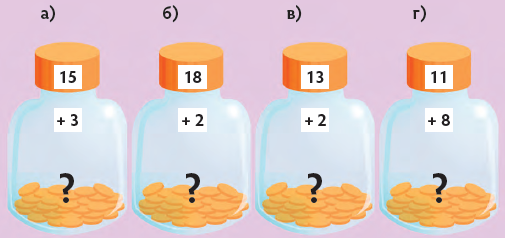 а) б) в) г)
15 18 13 11
+ 3 + 2 + 2 + 8
? ? ? ?